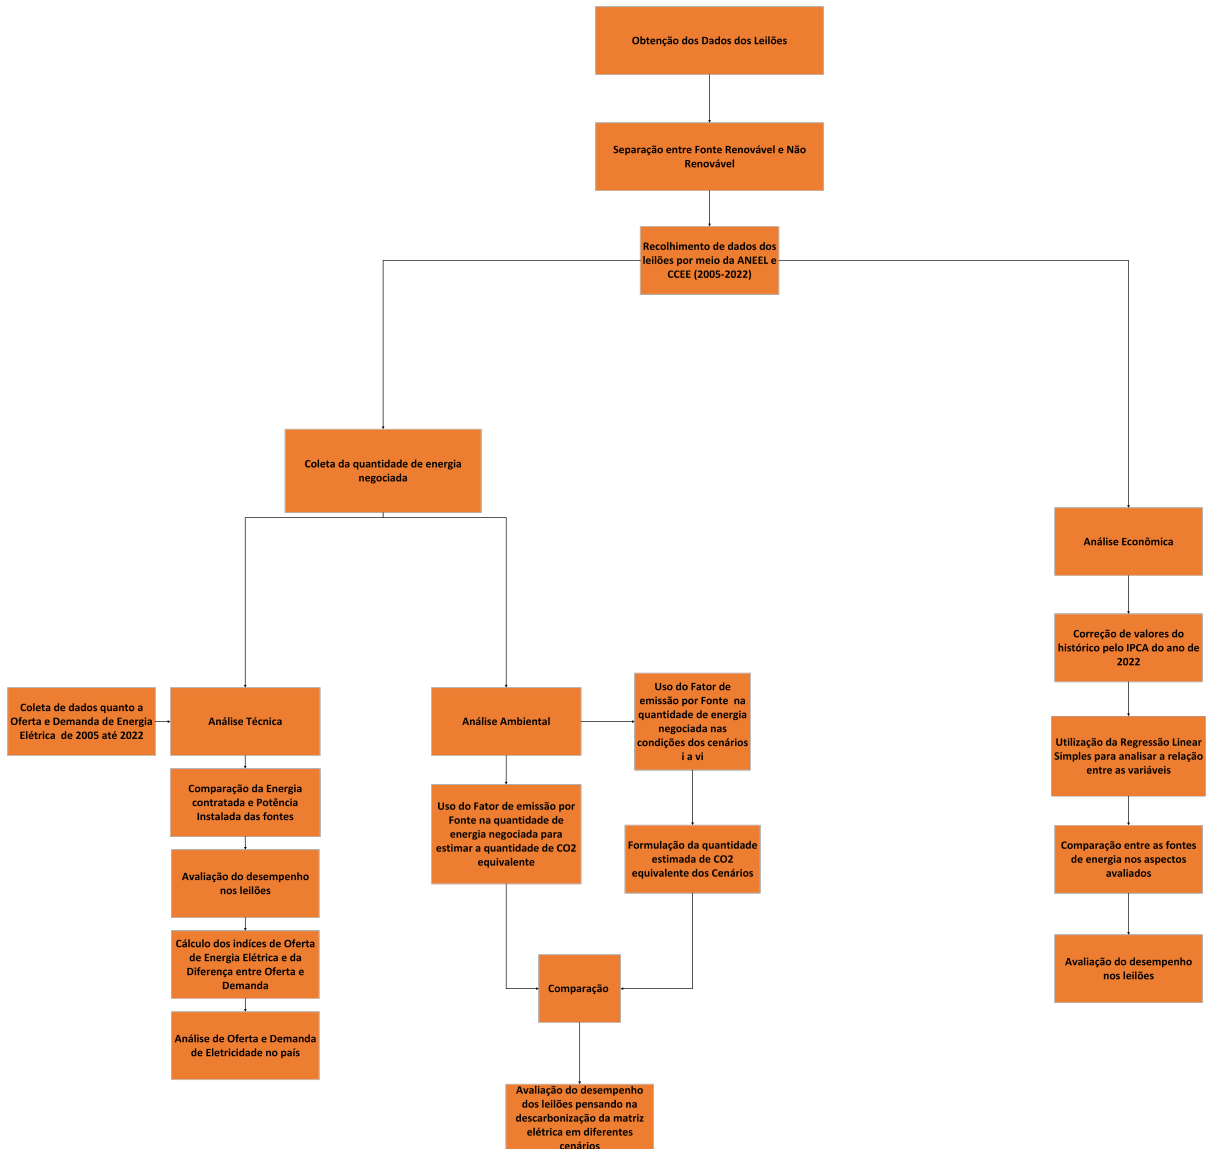 Obtenção dos Dados dos Leilões
Separação entre Fonte Renovável e Não
Renovável
Recolhimento de dados dos
leilões por meio da ANEEL e
CCEE (2005-2022)
Coleta da quantidade de energia
negociada
Coleta de dados quanto a
Oferta e Demanda de Energia
Elétrica de 2005 até 2022
Análise Técnica
Comparação da Energia
contratada e Potência
Instalada das fontes
Avaliação do desempenho
nos leilões
Cálculo dos indíces de Oferta
de Energia Elétrica e da
Diferença entre Oferta e
Demanda
Análise de Oferta e Demanda
de Eletricidade no país
Análise Ambiental
Uso do Fator de emissão por
Fonte na quantidade de
energia negociada para
estimar a quantidade de CO2
equivalente
Uso do Fator de
emissão por Fonte na
quantidade de energia
negociada nas
condições dos cenários
i a vi
Formulação da quantidade
estimada de CO2
equivalente dos Cenários
Comparação
Avaliação do desempenho
dos leilões pensando na
descarbonização da matriz
elétrica em diferentes
cenários
Análise Econômica
Correção de valores do
histórico pelo IPCA do ano de
2022
Utilização da Regressão Linear
Simples para analisar a relação
entre as variáveis
Comparação entre as fontes
de energia nos aspectos
avaliados
Avaliação do desempenho
nos leilões